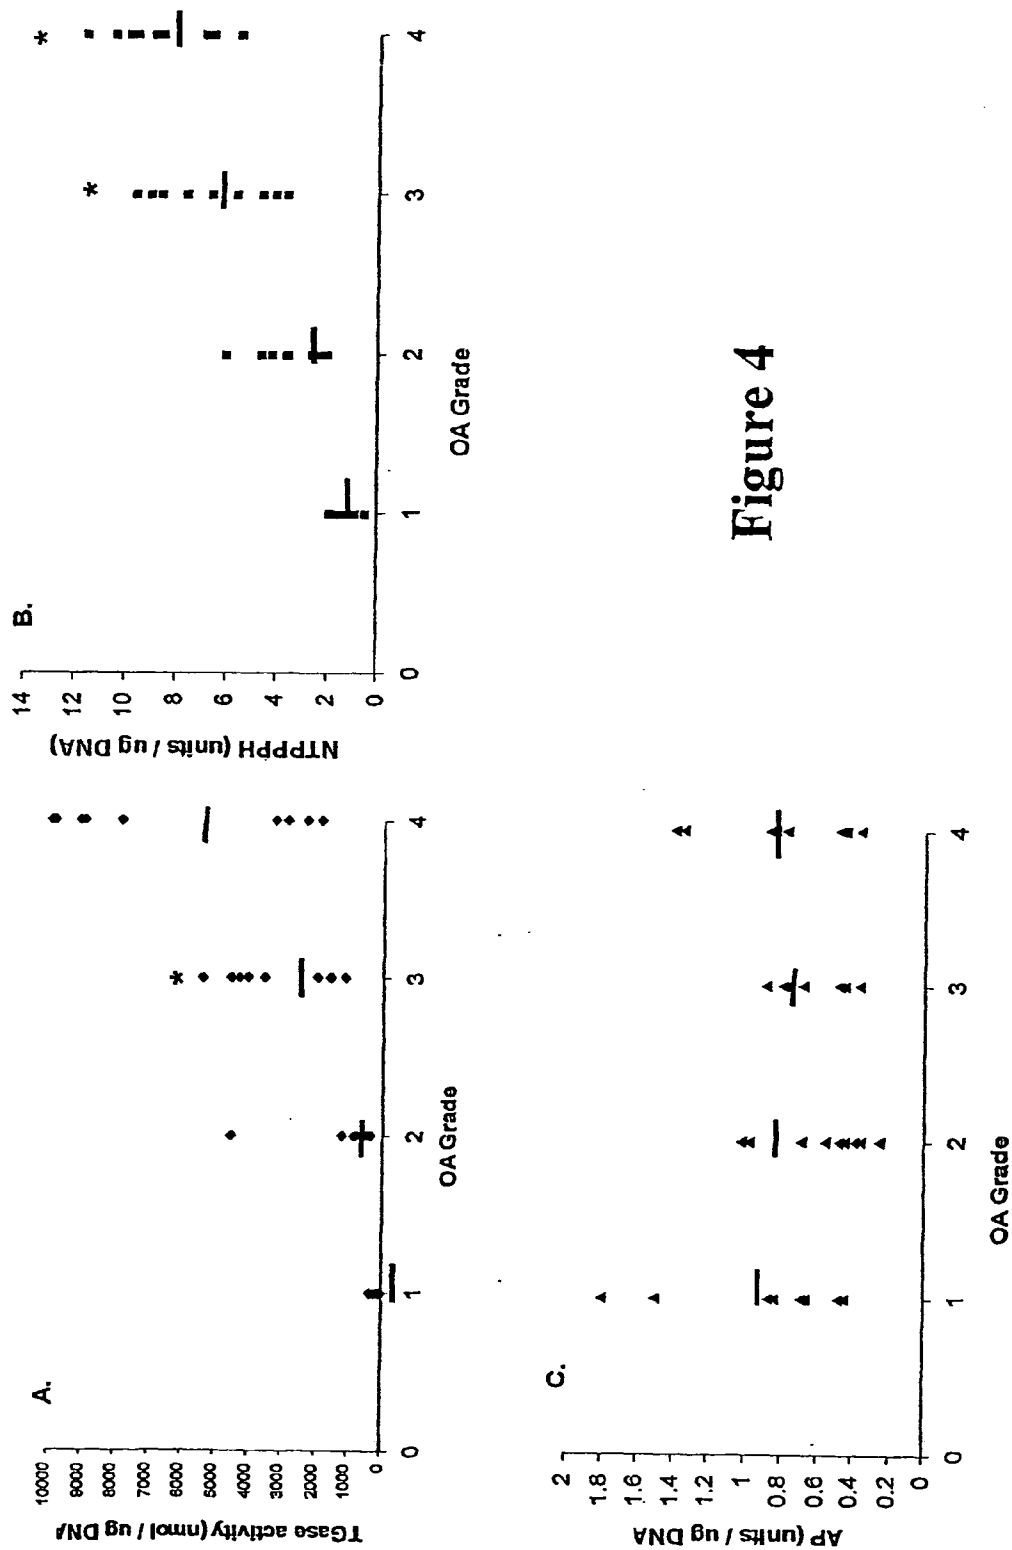 A.
TGase activity (nmol / ug DNA
10000
9000
8000
7000
6000
5000
4000
3000
2000
1000
0
*
0 1 2 3 4
OA Grade
B.
NTPPPH (units / ug DNA)
14
12
10
8
6
4
2
0
* *
0 1 2 3 4
OA Grade
C.
AP (units / ug DNA
2
1.8
1.6
1.4
1.2
1
0.8
0.6
0.4
0.2
0
0 1 2 3 4
OA Grade
Figure 4